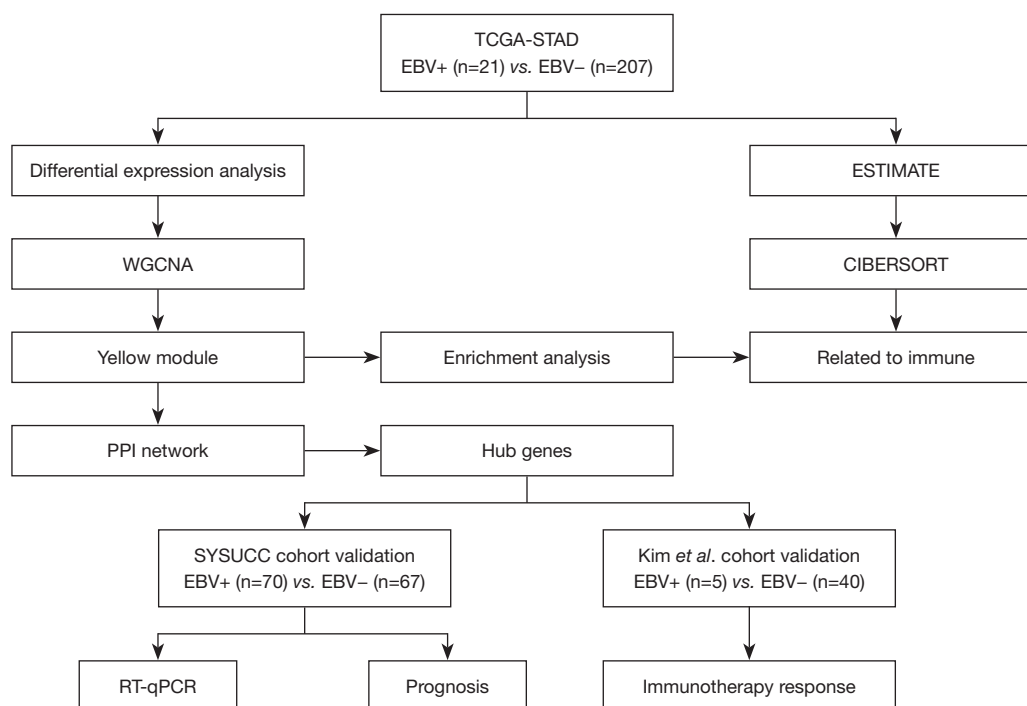 TCGA-STAD
EBV+ (n=21) vs. EBV− (n=207)
Differential expression analysis
ESTIMATE
WGCNA
CIBERSORT
Yellow module
Enrichment analysis
Related to immune
PPI network
Hub genes
SYSUCC cohort validation
EBV+ (n=70) vs. EBV− (n=67)
Kim et al. cohort validation
EBV+ (n=5) vs. EBV− (n=40)
RT-qPCR
Prognosis
Immunotherapy response